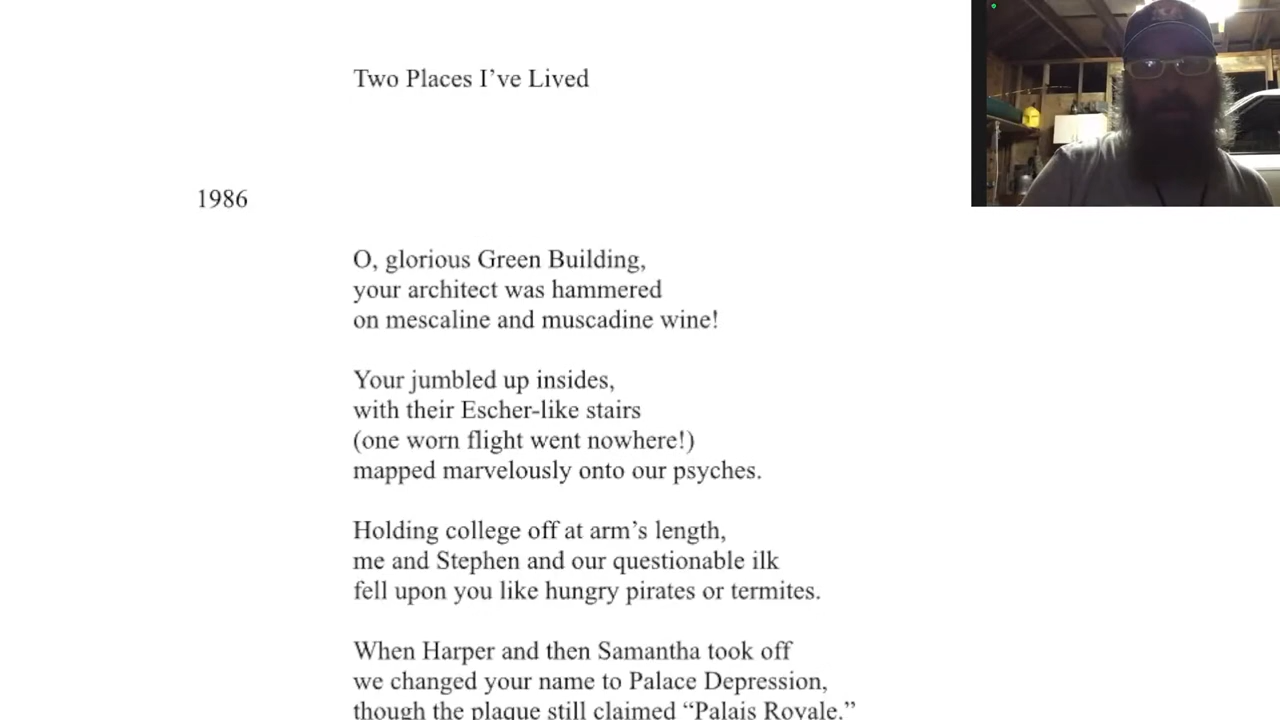 Two Places I’ve Lived
1986
O, glorious Green Building,
your architect was hammered
on mescaline and muscadine wine!
Your jumbled up insides,
with their Escher-like stairs
(one worn flight went nowhere!)
mapped marvelously onto our psyches.
Holding college off at arm’s length,
me and Stephen and our questionable ilk
fell upon you like hungry pirates or termites.
When Harper and then Samantha took off
we changed your name to Palace Depression,
though the plaque still claimed “Palais Royale.”